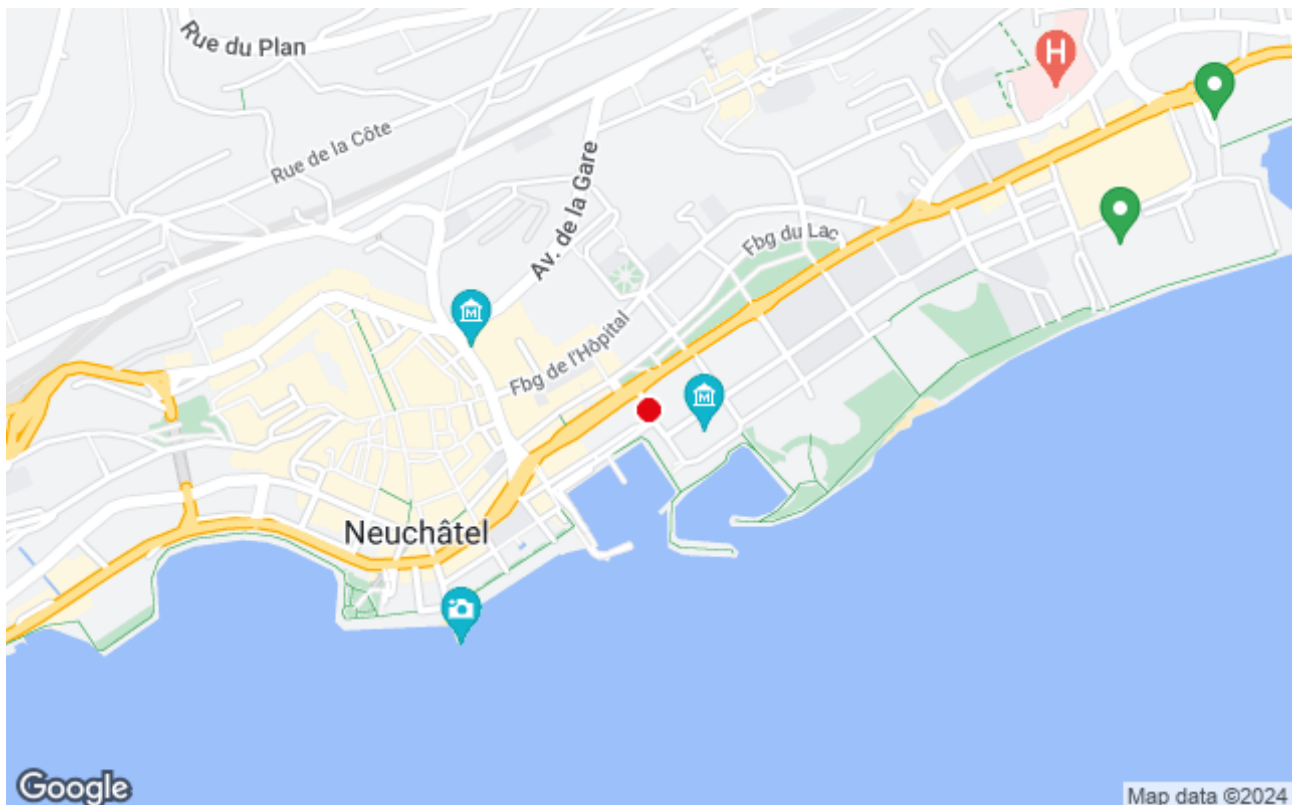 Rue du Plan
H
Rue de la Côte
Av. de la Gare
Fbg du Lac
M
Fbg de l'Hôpital
M
Neuchâtel
Google
Map data ©2024